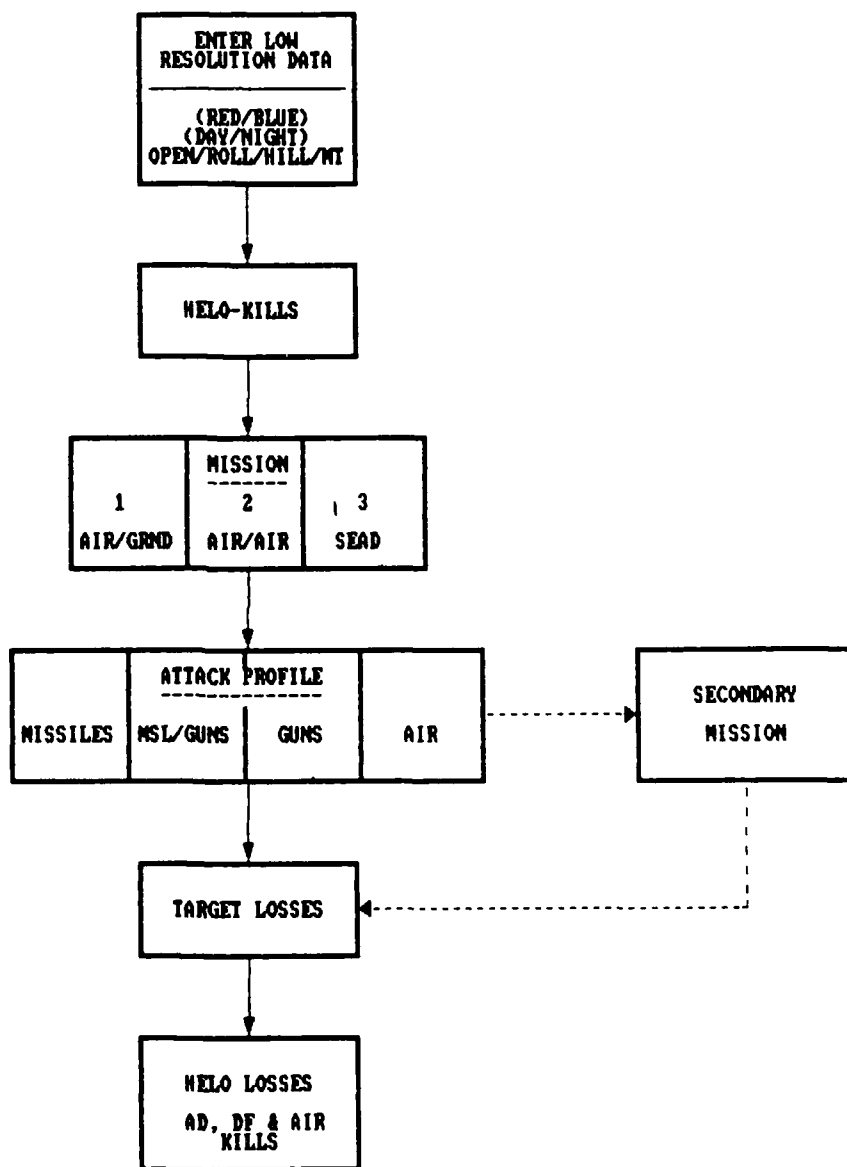 ENTER LOW
RESOLUTION DATA
(RED/BLUE)
(DAY/NIGHT)
OPEN/ROLL/HILL/MT
HELO-KILLS
MISSION
1 2 3
AIR/GRND AIR/AIR SEAD
ATTACK PROFILE
MISSILES MSL/GUNS GUNS AIR
SECONDARY
MISSION
TARGET LOSSES
HELO LOSSES
AD, DF & AIR
KILLS